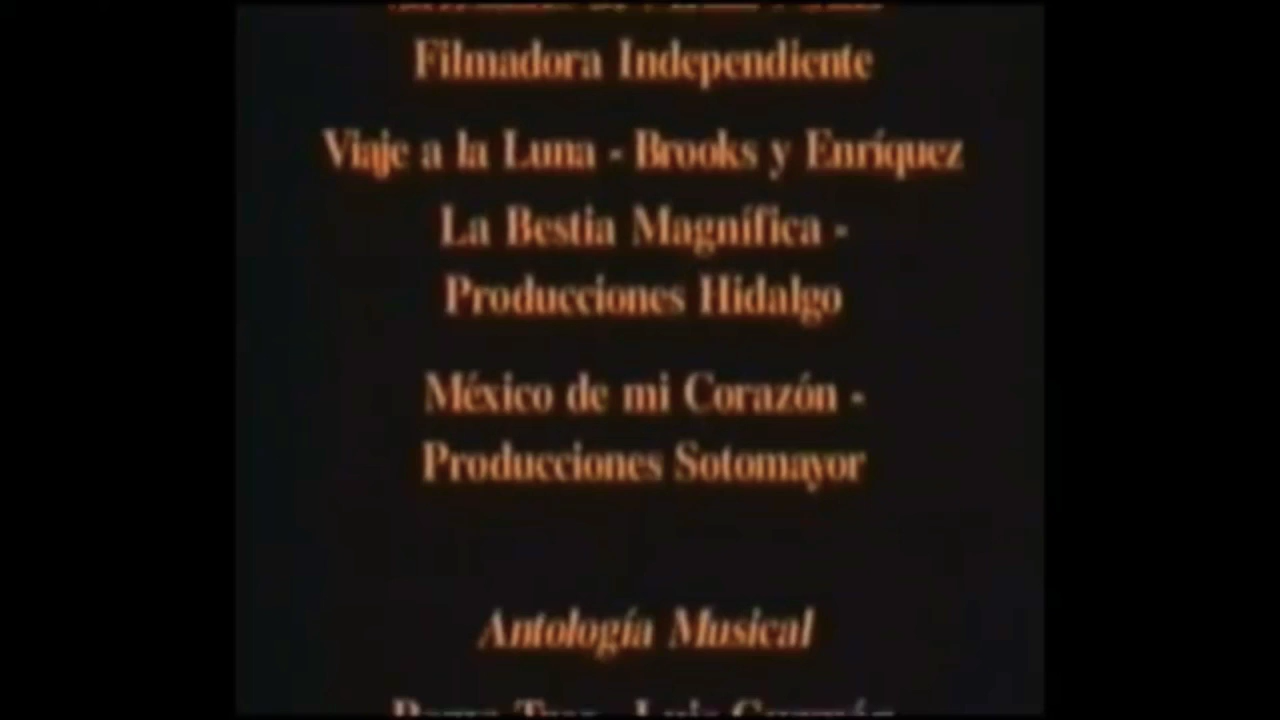 Filmadora Independiente
Viaje a la Luna - Brooks y Enríquez
La Bestia Magnífica -
Producciones Hidalgo
México de mi Corazón -
Producciones Sotomayor
Antología Musical